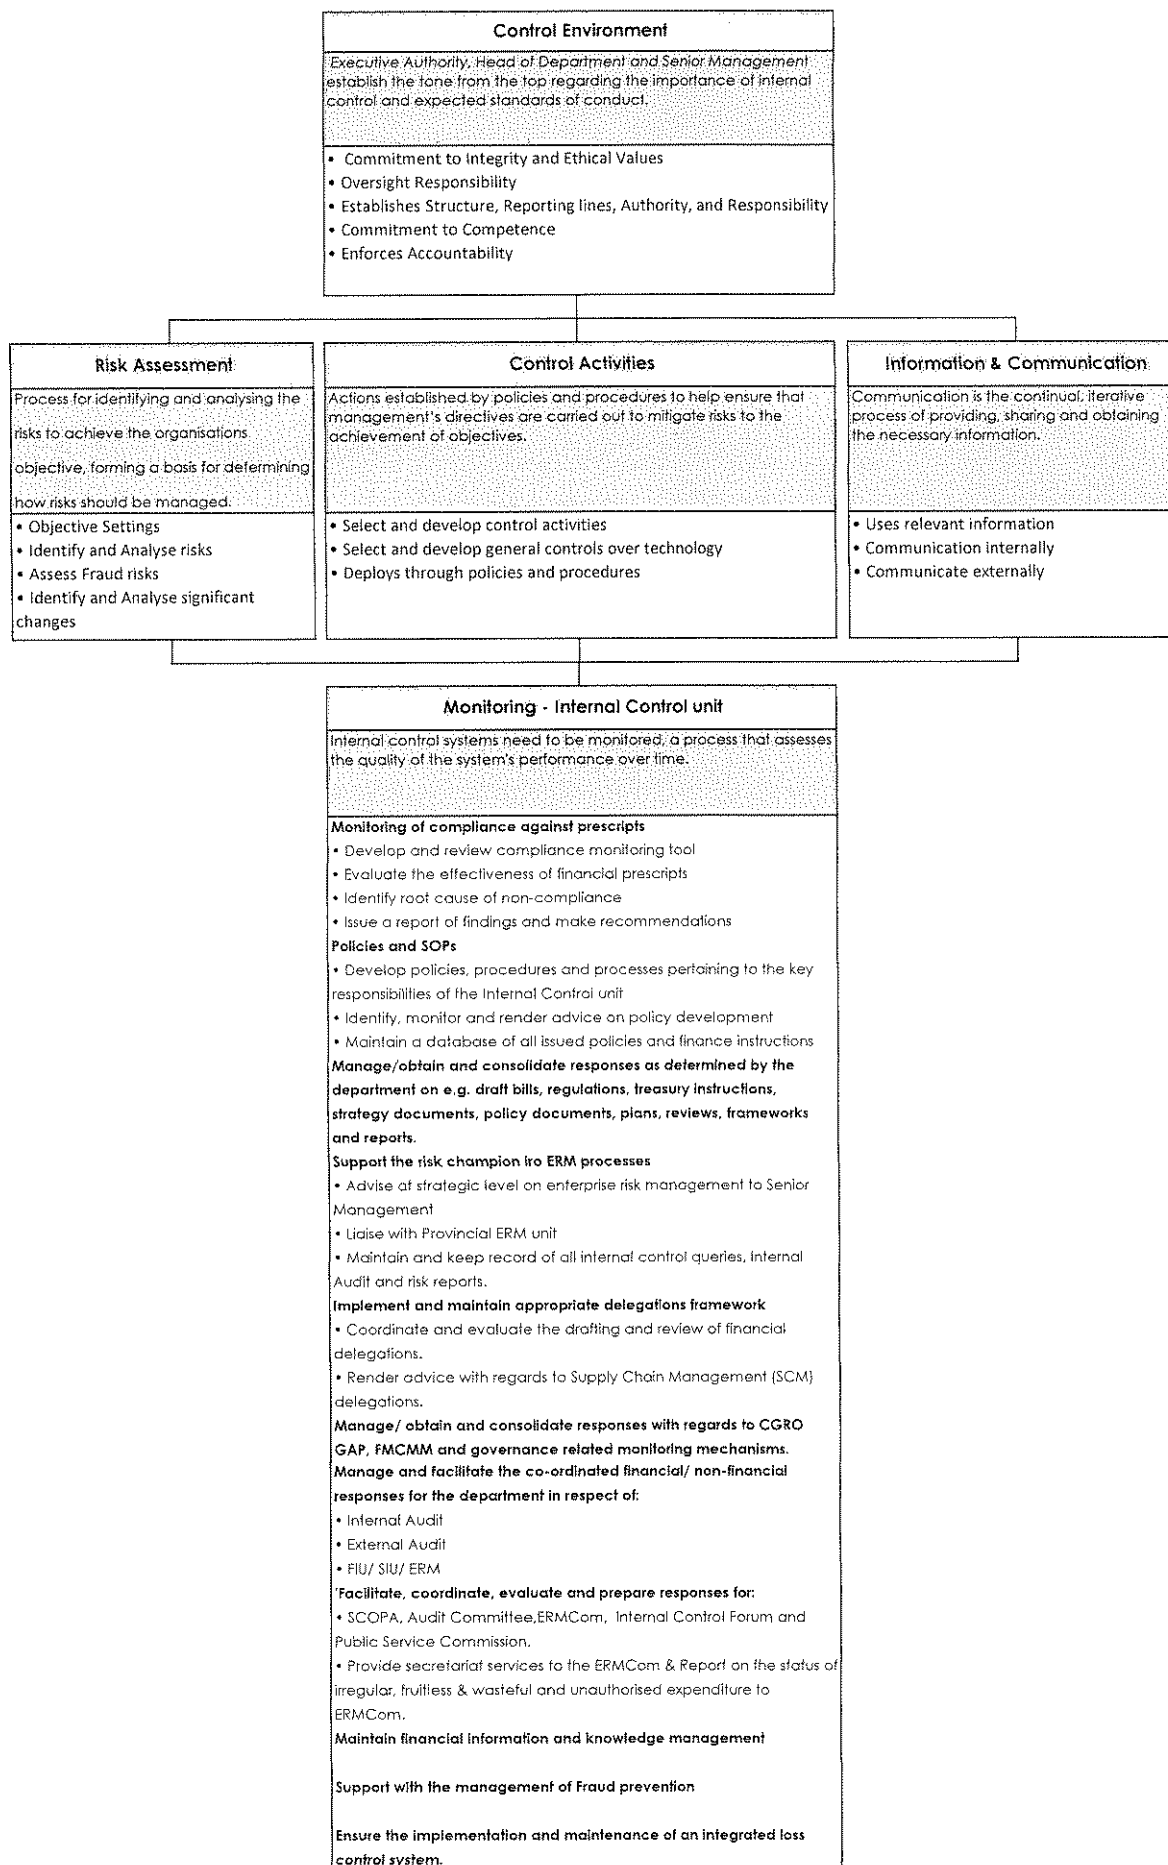 Control Environment
Executive Authority, Head of Department and Senior Management
establish the tone from the top regarding the importance of internal
control and expected standards of conduct.
• Commitment to Integrity and Ethical Values
• Oversight Responsibility
• Establishes Structure, Reporting lines, Authority, and Responsibility
• Commitment to Competence
• Enforces Accountability
Risk Assessment
Process for identifying and analysing the
risks to achieve the organisations
objective, forming a basis for determining
how risks should be managed.
• Objective Settings
• Identify and Analyse risks
• Assess Fraud risks
• Identify and Analyse significant
changes
Control Activities
Actions established by policies and procedures to help ensure that
management's directives are carried out to mitigate risks to the
achievement of objectives.
• Select and develop control activities
• Select and develop general controls over technology
• Deploys through policies and procedures
Information & Communication
Communication is the continual, iterative
process of providing, sharing and obtaining
the necessary information.
• Uses relevant information
• Communication internally
• Communicate externally
Monitoring - Internal Control unit
Internal control systems need to be monitored, a process that assesses
the quality of the system's performance over time.
Monitoring of compliance against prescripts
• Develop and review compliance monitoring tool
• Evaluate the effectiveness of financial prescripts
• Identify root cause of non-compliance
• Issue a report of findings and make recommendations
Policies and SOPs
• Develop policies, procedures and processes pertaining to the key
responsibilities of the Internal Control unit
• Identify, monitor and render advice on policy development
• Maintain a database of all issued policies and finance instructions
Manage/obtain and consolidate responses as determined by the
department on e.g. draft bills, regulations, treasury instructions,
strategy documents, policy documents, plans, reviews, frameworks
and reports.
Support the risk champion iro ERM processes
• Advise at strategic level on enterprise risk management to Senior
Management
• Liaise with Provincial ERM unit
• Maintain and keep record of all internal control queries, Internal
Audit and risk reports.
Implement and maintain appropriate delegations framework
• Coordinate and evaluate the drafting and review of financial
delegations.
• Render advice with regards to Supply Chain Management (SCM)
delegations.
Manage/ obtain and consolidate responses with regards to CGRO
GAP, FMCMM and governance related monitoring mechanisms.
Manage and facilitate the co-ordinated financial/ non-financial
responses for the department in respect of:
• Internal Audit
• External Audit
• FIU/ SIU/ ERM
'Facilitate, coordinate, evaluate and prepare responses for:
• SCOPA, Audit Committee,ERMCom, Internal Control Forum and
Public Service Commission.
• Provide secretariat services to the ERMCom & Report on the status of
irregular, fruitless & wasteful and unauthorised expenditure to
ERMCom.
Maintain financial information and knowledge management
Support with the management of Fraud prevention
Ensure the implementation and maintenance of an integrated loss
control system.